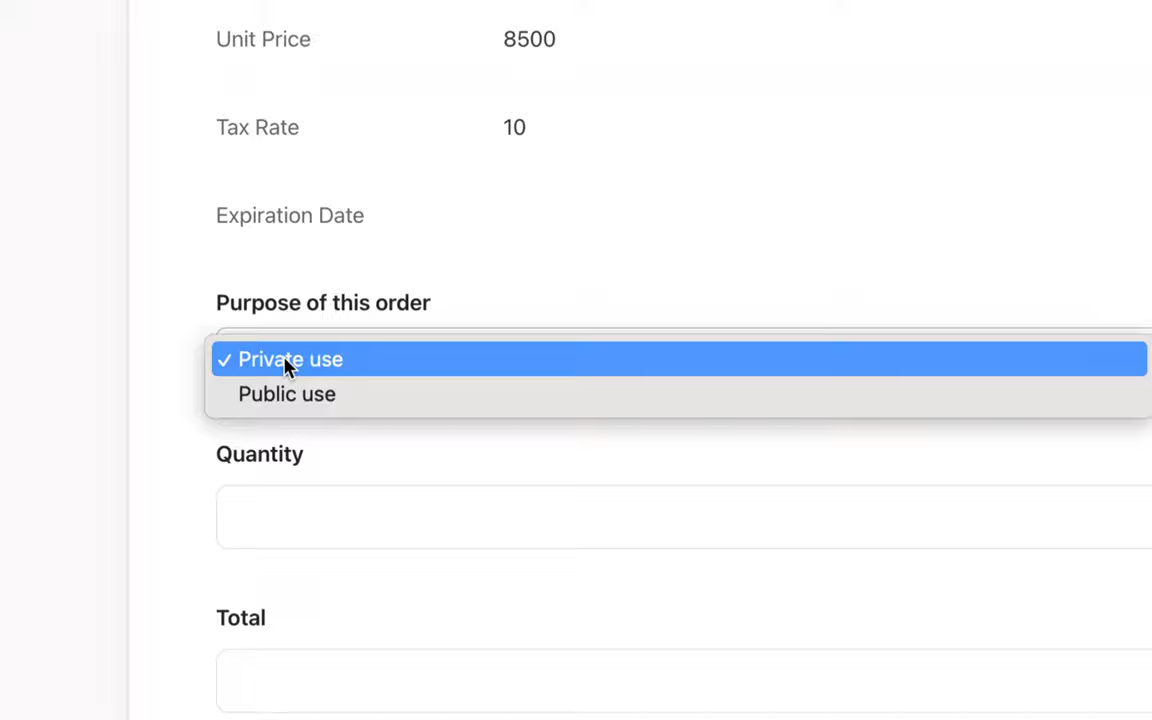 Unit Price 8500
Tax Rate 10
Expiration Date
Purpose of this order
✓ Private use
Public use
Quantity
Total